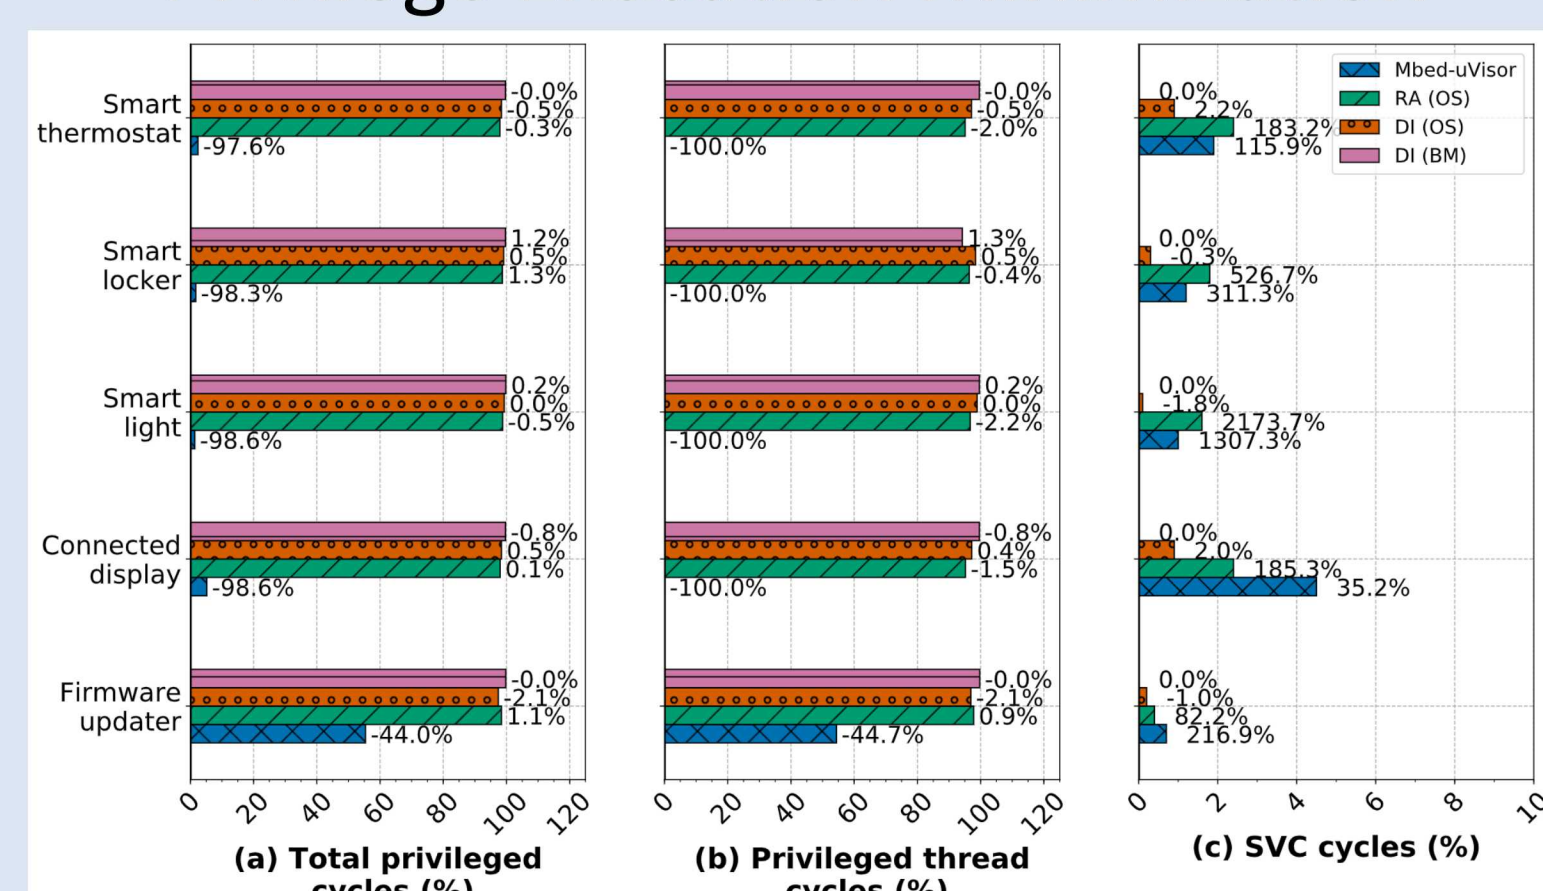 Smart
thermostat
Smart
locker
Smart
light
Connected
display
Firmware
updater
-0.0%
-0.5%
-0.3%
-97.6%
1.2%
0.5%
1.3%
-98.3%
0.2%
0.0%
-0.5%
-98.6%
-0.8%
0.5%
0.1%
-98.6%
-0.0%
-2.1%
1.1%
-44.0%
0 20 40 60 80 100 120
(a) Total privileged
cycles (%)
-0.0%
-0.5%
-2.0%
-100.0%
1.3%
0.5%
-0.4%
-100.0%
0.2%
0.0%
-2.2%
-100.0%
-0.8%
0.4%
-1.5%
-100.0%
-0.0%
-2.1%
0.9%
-44.7%
0 20 40 60 80 100 120
(b) Privileged thread
cycles (%)
Mbed-uVisor
RA (OS)
DI (OS)
DI (BM)
0.0%
2.2%
183.2%
115.9%
0.0%
-0.3%
526.7%
311.3%
0.0%
-1.8%
2173.7%
1307.3%
0.0%
2.0%
185.3%
35.2%
0.0%
-1.0%
82.2%
216.9%
0 2 4 6 8 10
(c) SVC cycles (%)